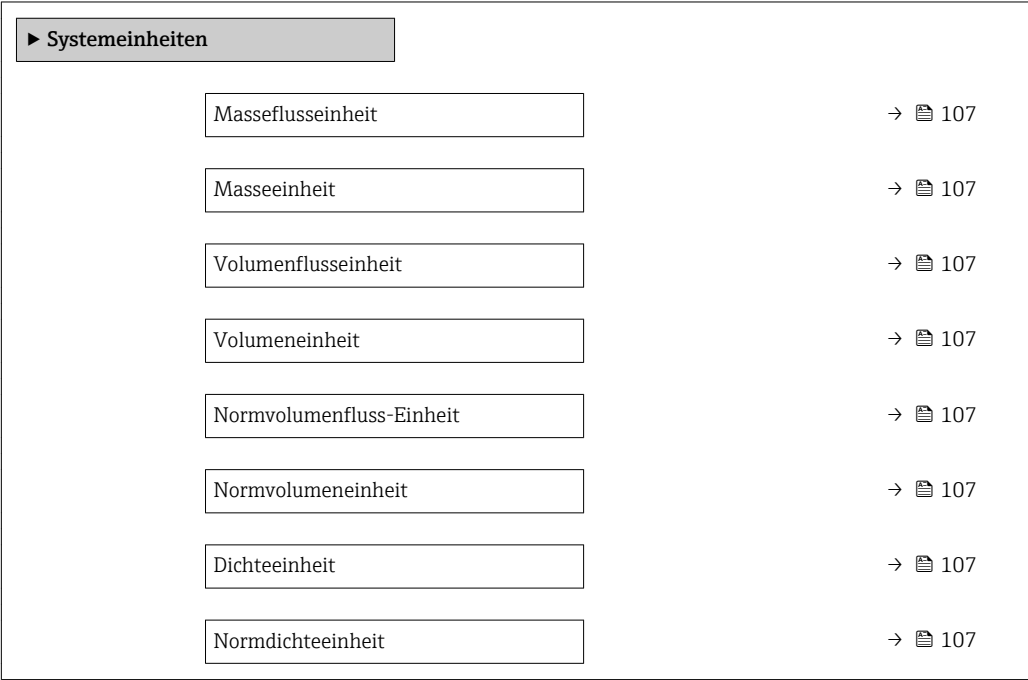 ▶ Systemeinheiten
Masseflusseinheit → 107
Masseeinheit → 107
Volumenflusseinheit → 107
Volumeneinheit → 107
Normvolumenfluss-Einheit → 107
Normvolumeneinheit → 107
Dichteeinheit → 107
Normdichteeinheit → 107